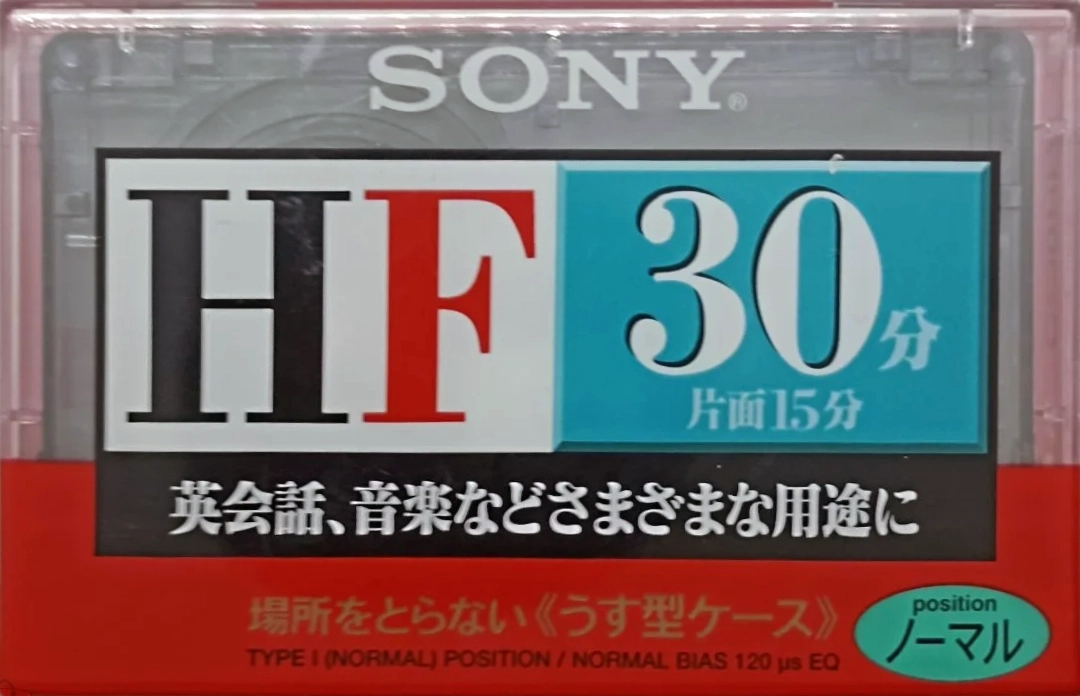 SONY®
HF 30分
片面15分
英会話、音楽などさまざまな用途に
場所をとらない《うす型ケース》
TYPE I (NORMAL) POSITION / NORMAL BIAS 120 µs EQ
position
ノーマル